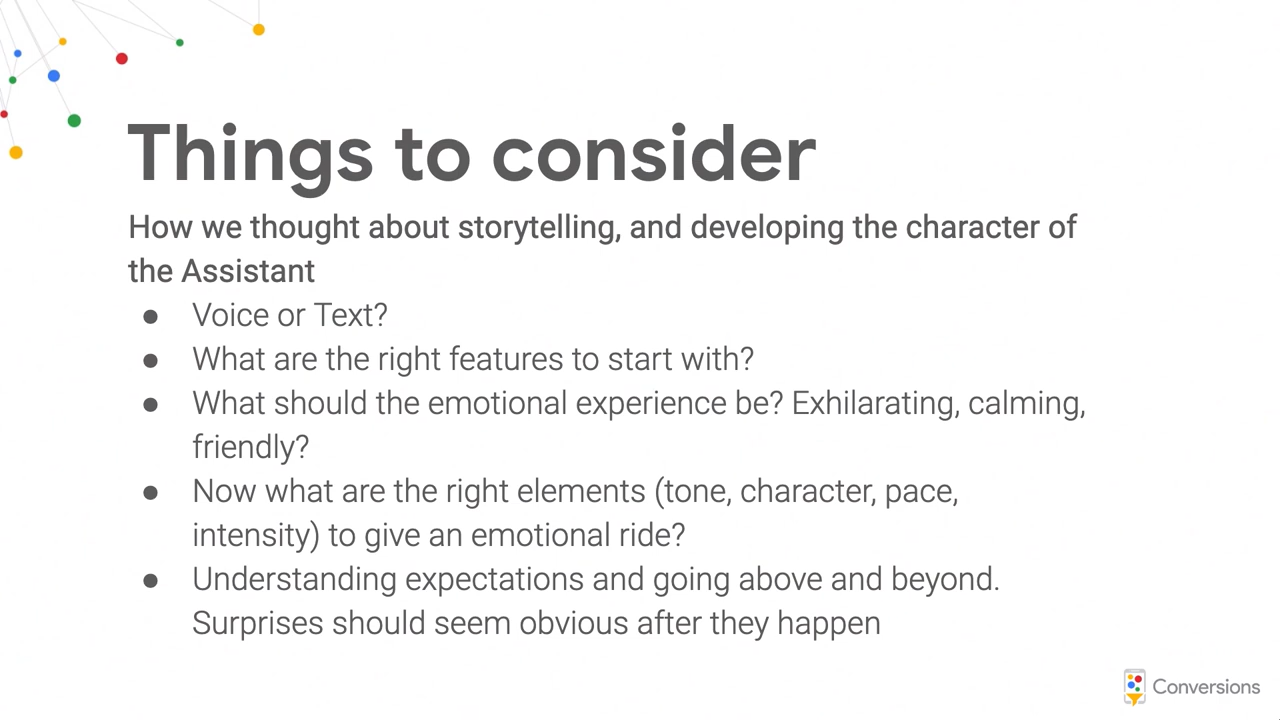 Things to consider
How we thought about storytelling, and developing the character of
the Assistant
● Voice or Text?
● What are the right features to start with?
● What should the emotional experience be? Exhilarating, calming,
friendly?
● Now what are the right elements (tone, character, pace,
intensity) to give an emotional ride?
● Understanding expectations and going above and beyond.
Surprises should seem obvious after they happen
Conversions